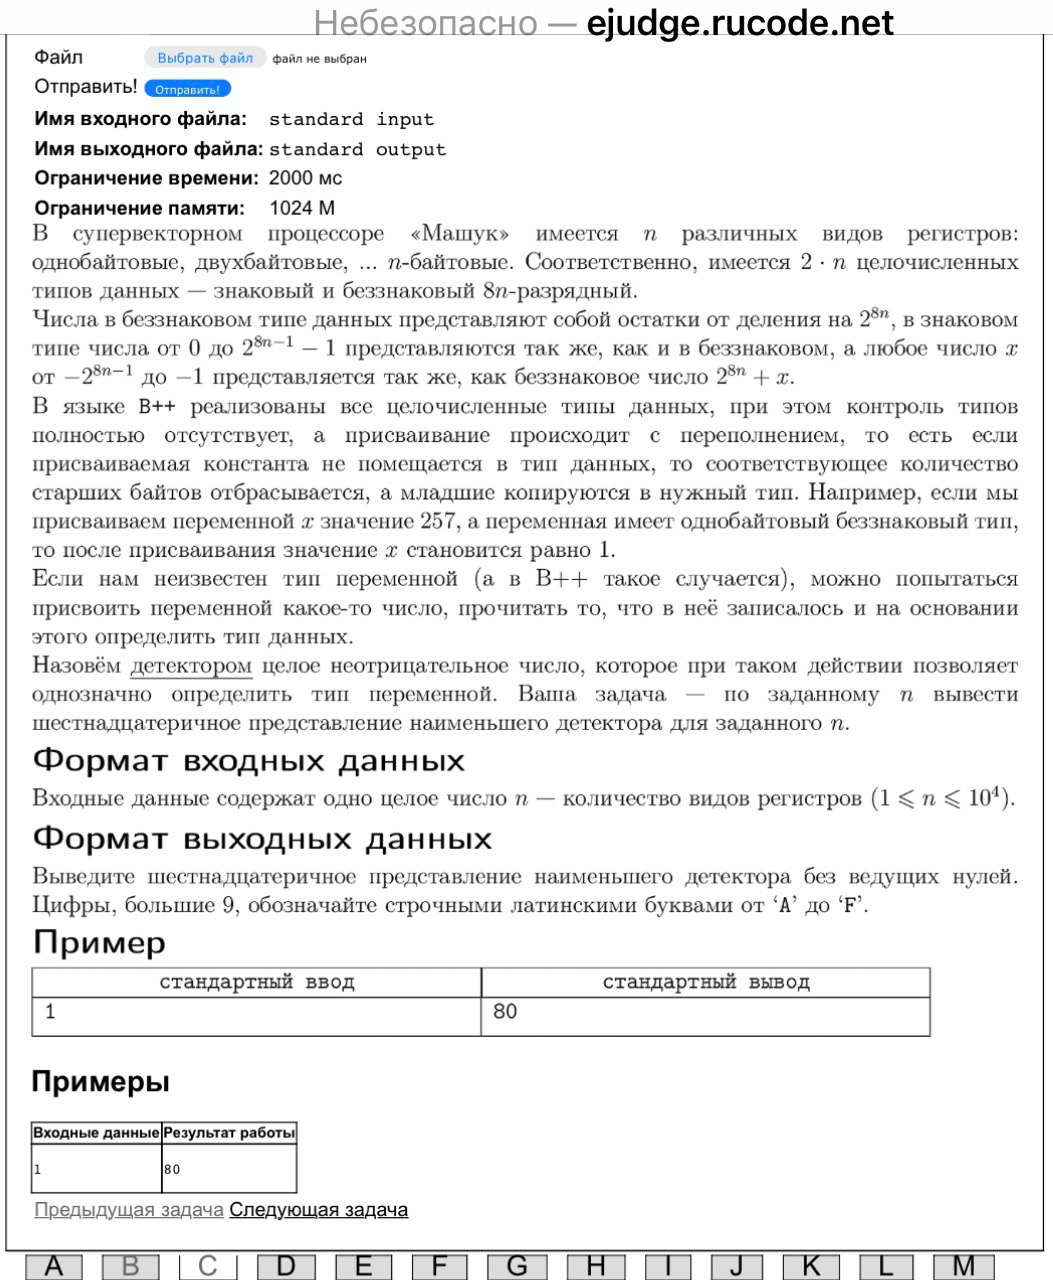 Небезопасно — ejudge.rucode.net
Файл Выбрать файл файл не выбран
Отправить! Отправить!
Имя входного файла: standard input
Имя выходного файла: standard output
Ограничение времени: 2000 мс
Ограничение памяти: 1024 M
В супервекторном процессоре «Машук» имеется n различных видов регистров:
однобайтовые, двухбайтовые, ... n-байтовые. Соответственно, имеется 2 · n целочисленных
типов данных — знаковый и беззнаковый 8n-разрядный.
Числа в беззнаковом типе данных представляют собой остатки от деления на 2^{8n}, в знаковом
типе числа от 0 до 2^{8n−1} − 1 представляются так же, как и в беззнаковом, а любое число x
от −2^{8n−1} до −1 представляется так же, как беззнаковое число 2^{8n} + x.
В языке B++ реализованы все целочисленные типы данных, при этом контроль типов
полностью отсутствует, а присваивание происходит с переполнением, то есть если
присваиваемая константа не помещается в тип данных, то соответствующее количество
старших байтов отбрасывается, а младшие копируются в нужный тип. Например, если мы
присваиваем переменной x значение 257, а переменная имеет однобайтовый беззнаковый тип,
то после присваивания значение x становится равно 1.
Если нам неизвестен тип переменной (а в B++ такое случается), можно попытаться
присвоить переменной какое-то число, прочитать то, что в неё записалось и на основании
этого определить тип данных.
Назовём детектором целое неотрицательное число, которое при таком действии позволяет
однозначно определить тип переменной. Ваша задача — по заданному n вывести
шестнадцатеричное представление наименьшего детектора для заданного n.
Формат входных данных
Входные данные содержат одно целое число n — количество видов регистров (1 ⩽ n ⩽ 10^4).
Формат выходных данных
Выведите шестнадцатеричное представление наименьшего детектора без ведущих нулей.
Цифры, большие 9, обозначайте строчными латинскими буквами от ‘A’ до ‘F’.
Пример
стандартный ввод стандартный вывод
1 80
Примеры
Входные данные Результат работы
1 80
Предыдущая задача Следующая задача
A B C D E F G H I J K L M